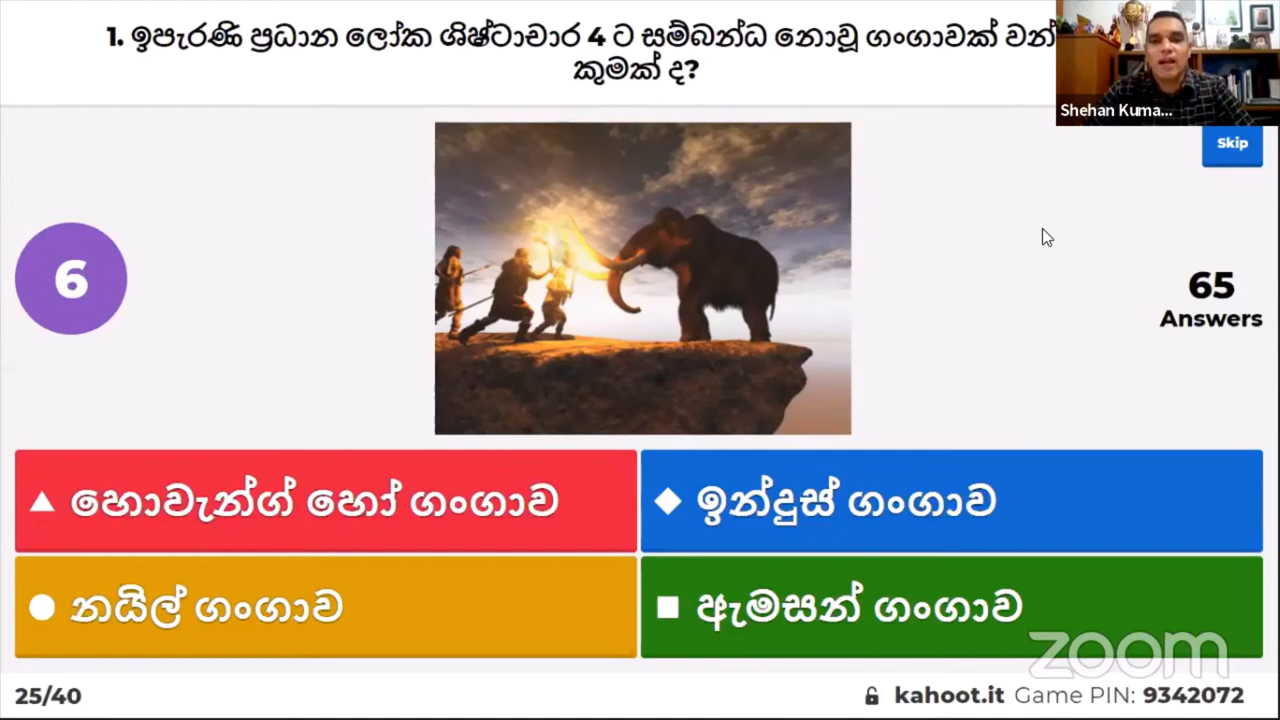 1. ඉපැරණි ප්‍රධාන ලෝක ශිෂ්ටාචාර 4 ට සම්බන්ධ නොවූ ගංගාවක් වන්
කුමක් ද?
Shehan Kuma...
Skip
6
65
Answers
හොවැන්ග් හෝ ගංගාව
ඉන්දුස් ගංගාව
නයිල් ගංගාව
ඇමසන් ගංගාව
zoom
25/40
kahoot.it Game PIN: 9342072